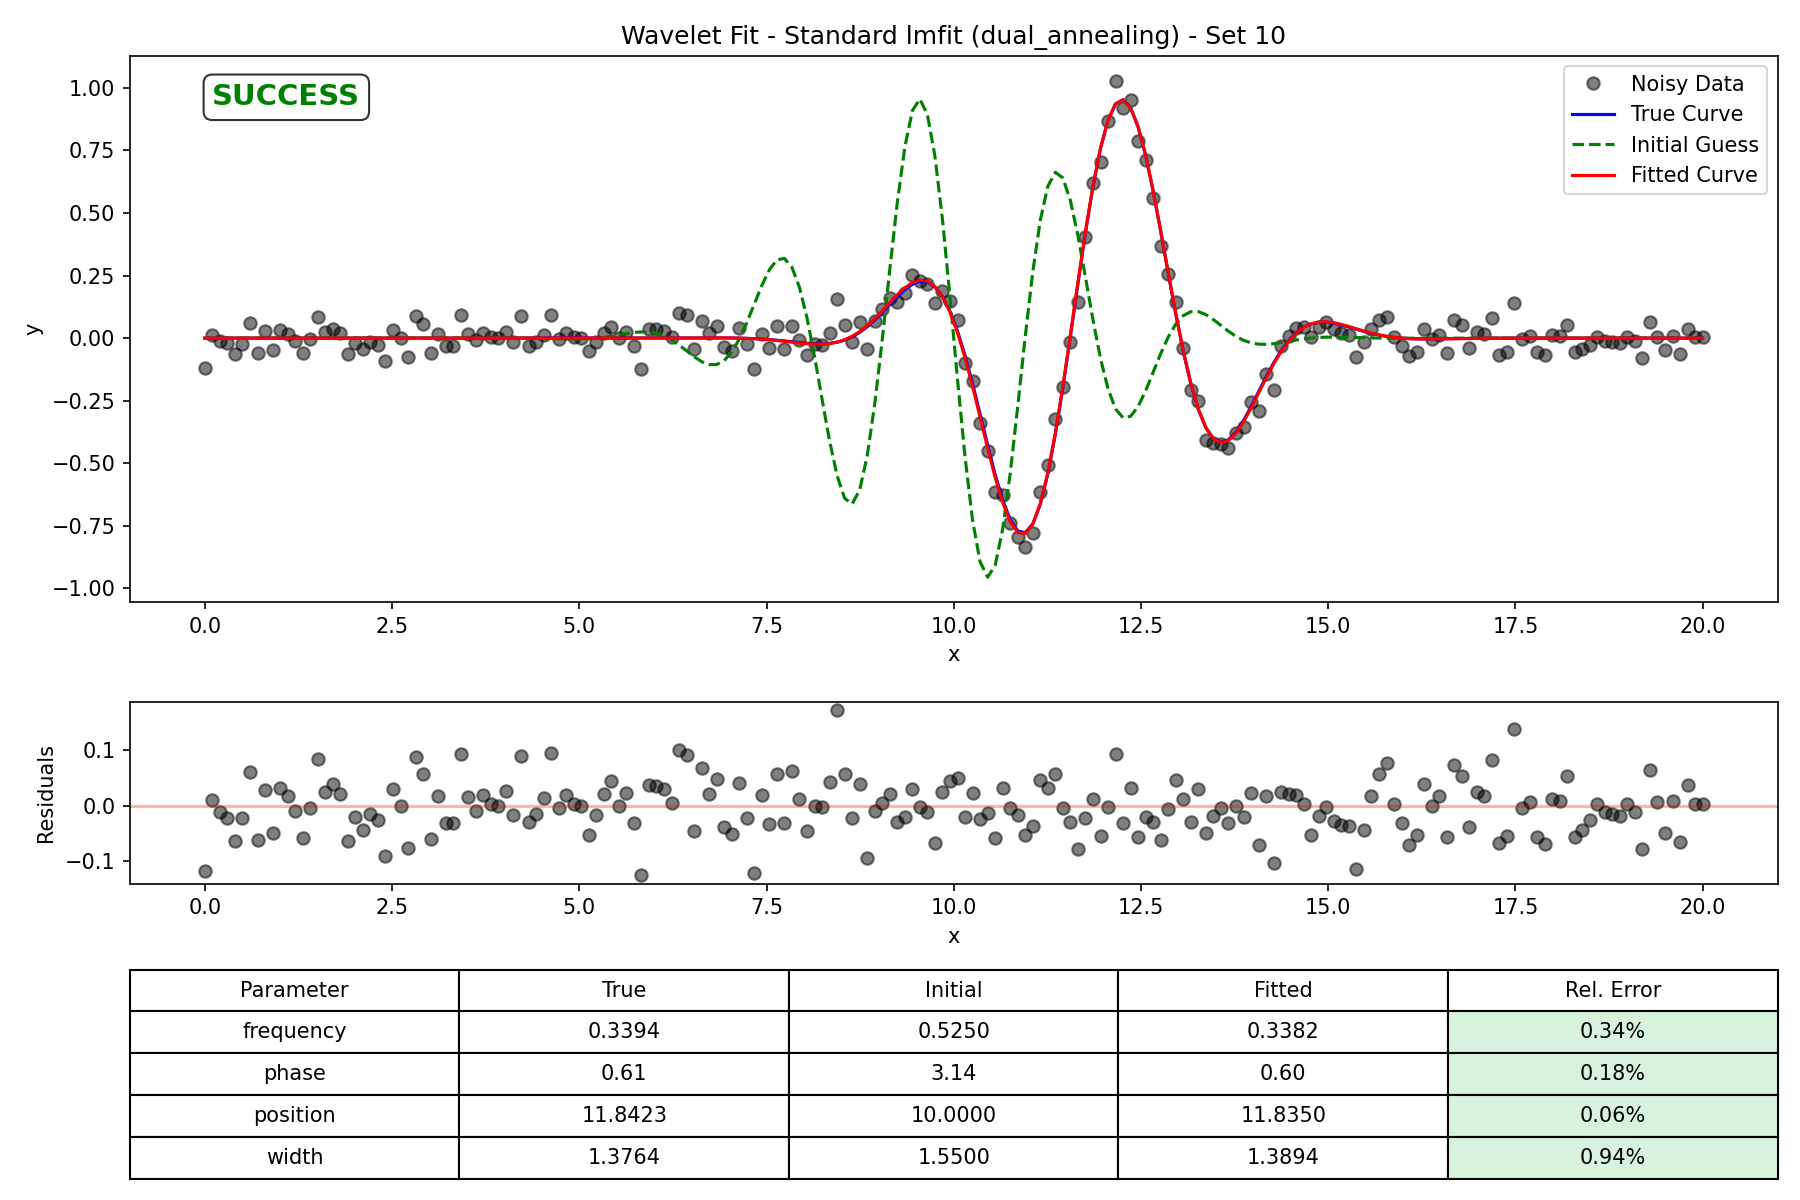 Wavelet Fit - Standard lmfit (dual_annealing) - Set 10
SUCCESS
Noisy Data
True Curve
Initial Guess
Fitted Curve
1.00
0.75
0.50
0.25
0.00
−0.25
−0.50
−0.75
−1.00
y
0.0 2.5 5.0 7.5 10.0 12.5 15.0 17.5 20.0
x
0.1
0.0
−0.1
Residuals
0.0 2.5 5.0 7.5 10.0 12.5 15.0 17.5 20.0
x
Parameter True Initial Fitted Rel. Error
frequency 0.3394 0.5250 0.3382 0.34%
phase 0.61 3.14 0.60 0.18%
position 11.8423 10.0000 11.8350 0.06%
width 1.3764 1.5500 1.3894 0.94%